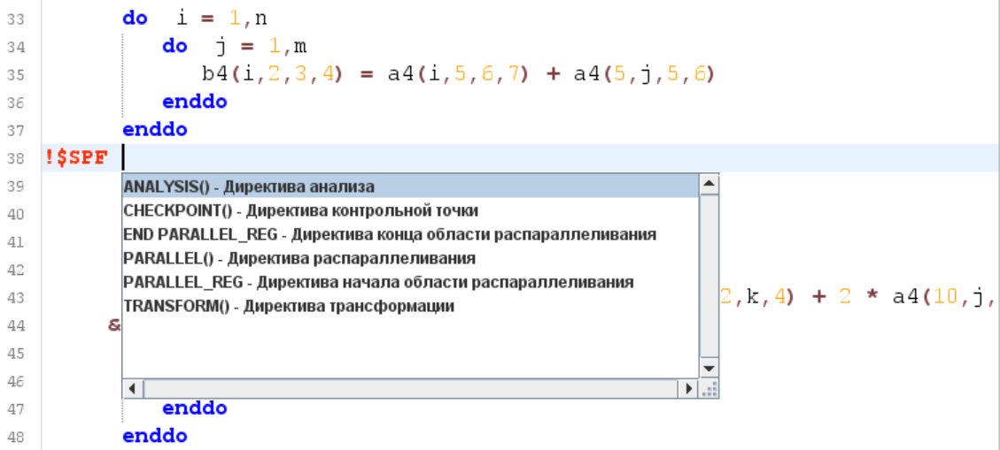 33 do i = 1,n
34 do j = 1,m
35 b4(i,2,3,4) = a4(i,5,6,7) + a4(5,j,5,6)
36 enddo
37 enddo
38 !$SPF
39 ANALYSIS() - Директива анализа
40 CHECKPOINT() - Директива контрольной точки
41 END PARALLEL_REG - Директива конца области распараллеливания
42 PARALLEL() - Директива распараллеливания
PARALLEL_REG - Директива начала области распараллеливания
43 2,k,4) + 2 * a4(10,j,
TRANSFORM() - Директива трансформации
44 &
45
46
47 enddo
48 enddo